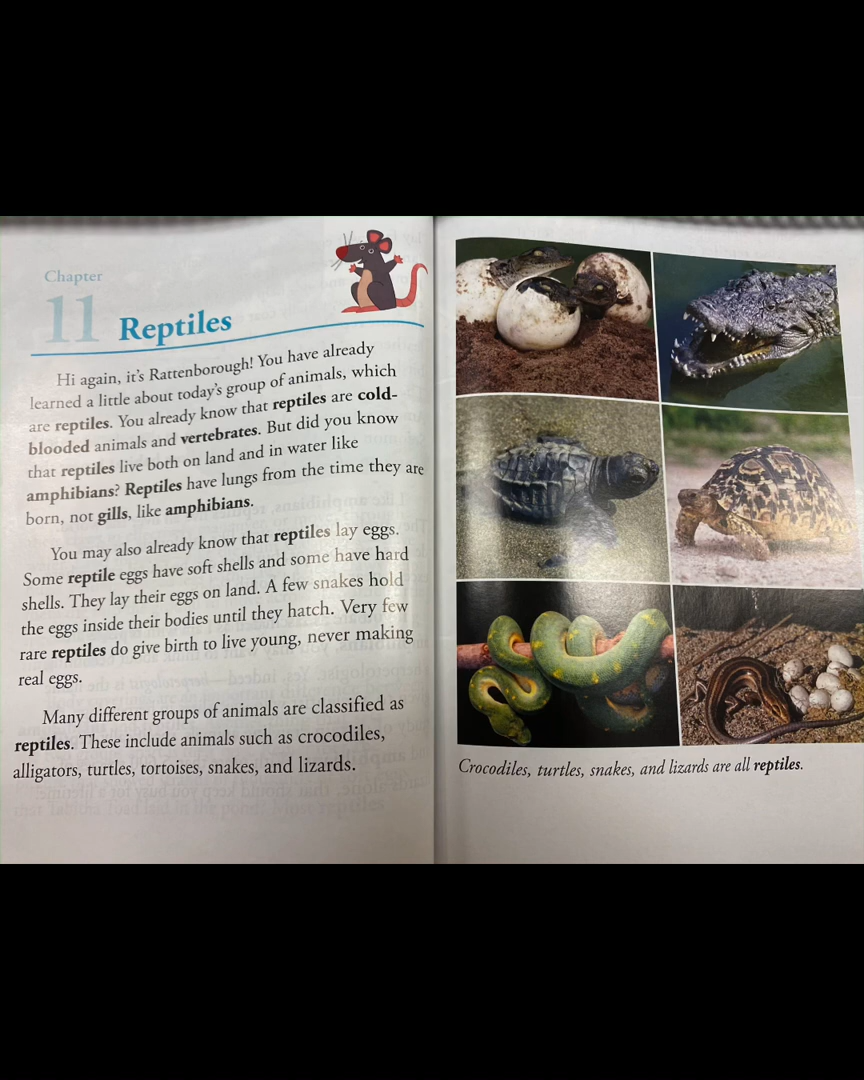 Chapter
11 Reptiles
Hi again, it's Rattenborough! You have already
learned a little about today's group of animals, which
are reptiles. You already know that reptiles are cold-
blooded animals and vertebrates. But did you know
that reptiles live both on land and in water like
amphibians? Reptiles have lungs from the time they are
born, not gills, like amphibians.
You may also already know that reptiles lay eggs.
Some reptile eggs have soft shells and some have hard
shells. They lay their eggs on land. A few snakes hold
the eggs inside their bodies until they hatch. Very few
rare reptiles do give birth to live young, never making
real eggs.
Many different groups of animals are classified as
reptiles. These include animals such as crocodiles,
alligators, turtles, tortoises, snakes, and lizards.
Crocodiles, turtles, snakes, and lizards are all reptiles.